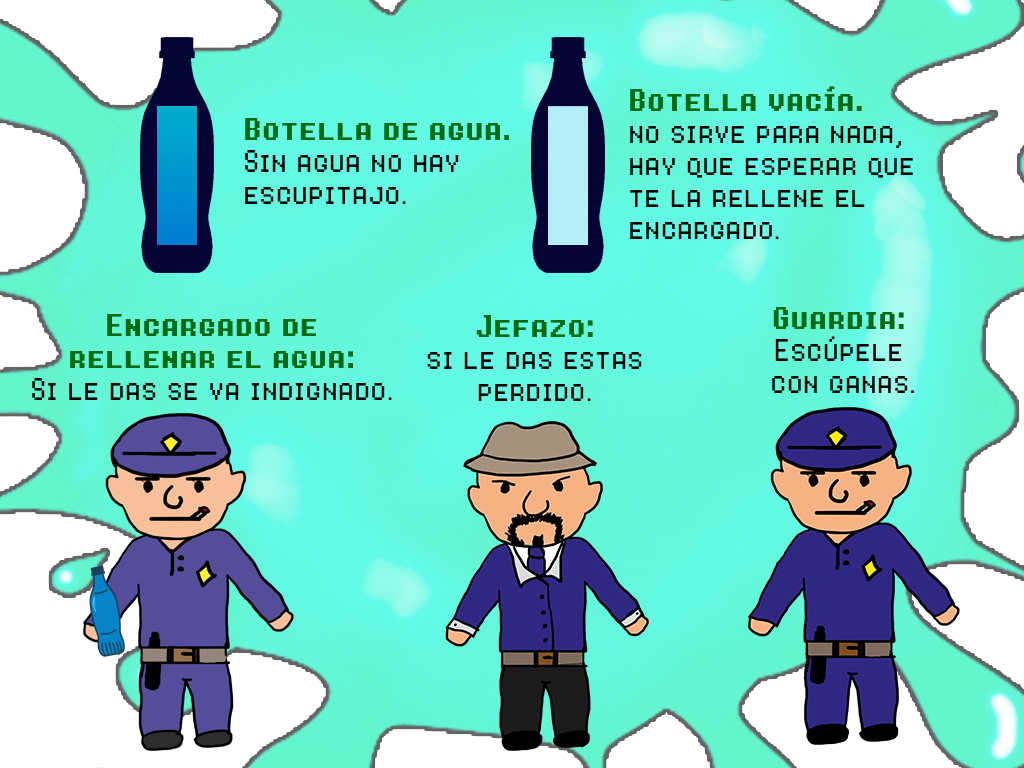 Botella de agua.
Sin agua no hay
escupitajo.
Botella vacía.
no sirve para nada,
hay que esperar que
te la rellene el
encargado.
Encargado de
rellenar el agua:
Si le das se va indignado.
Jefazo:
si le das estas
perdido.
Guardia:
Escúpele
con ganas.